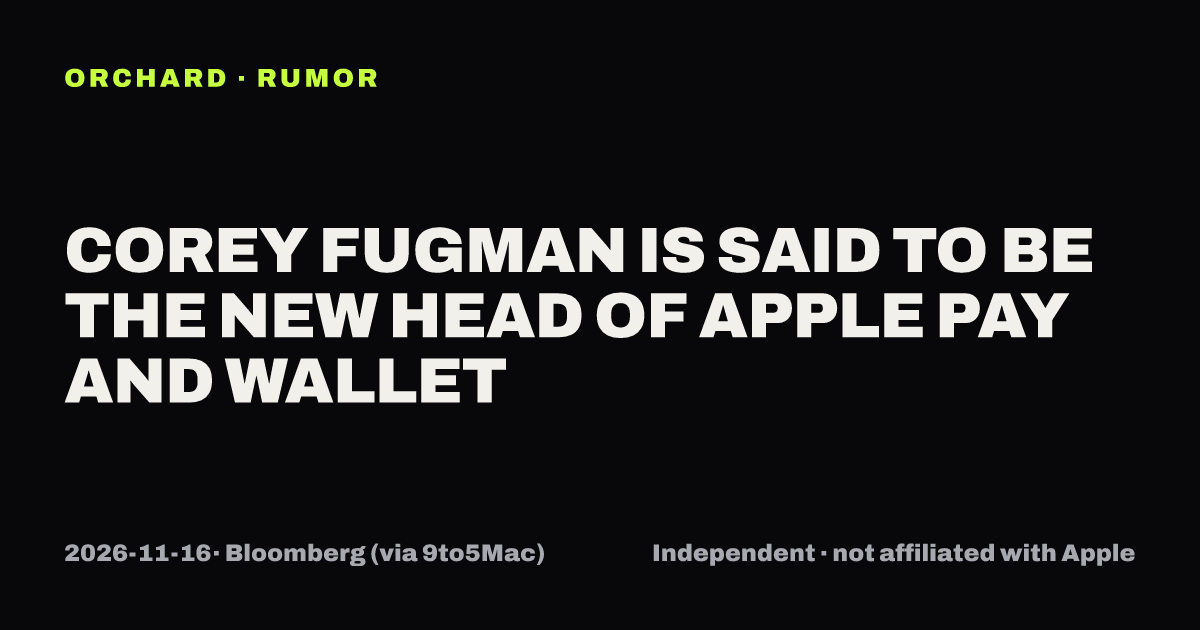 ORCHARD · RUMOR
COREY FUGMAN IS SAID TO BE
THE NEW HEAD OF APPLE PAY
AND WALLET
2026-11-16· Bloomberg (via 9to5Mac)
Independent · not affiliated with Apple